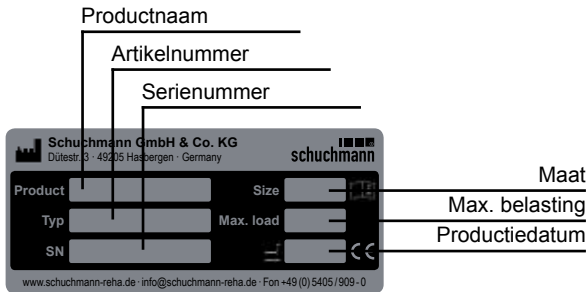 Productnaam
Artikelnummer
Serienummer
Schuchmann GmbH & Co. KG
Dütestr. 3 · 49205 Hasbergen · Germany
schuchmann
Product
Size
Maat
Typ
Max. load
Max. belasting
SN
CE
Productiedatum
www.schuchmann-reha.de · info@schuchmann-reha.de · Fon +49 (0) 5405 / 909 - 0